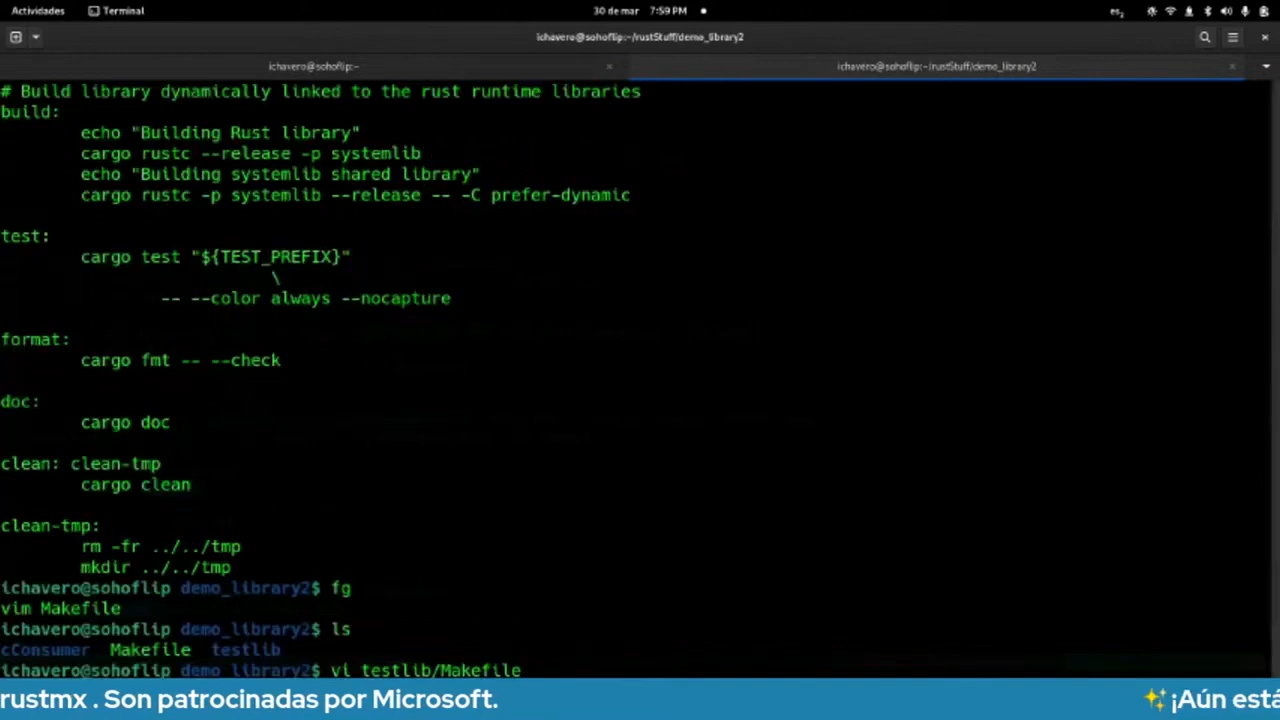 Actividades Terminal 30 de mar 7:59 PM es₂
ichavero@sohoflip:~/rustStuff/demo_library2
ichavero@sohoflip:~ ichavero@sohoflip:~/rustStuff/demo_library2
# Build library dynamically linked to the rust runtime libraries
build:
echo "Building Rust library"
cargo rustc --release -p systemlib
echo "Building systemlib shared library"
cargo rustc -p systemlib --release -- -C prefer-dynamic
test:
cargo test "${TEST_PREFIX}"
\
-- --color always --nocapture
format:
cargo fmt -- --check
doc:
cargo doc
clean: clean-tmp
cargo clean
clean-tmp:
rm -fr ../../tmp
mkdir ../../tmp
ichavero@sohoflip demo_library2$ fg
vim Makefile
ichavero@sohoflip demo_library2$ ls
cConsumer Makefile testlib
ichavero@sohoflip demo_library2$ vi testlib/Makefile
rustmx . Son patrocinadas por Microsoft. ✨ ¡Aún está